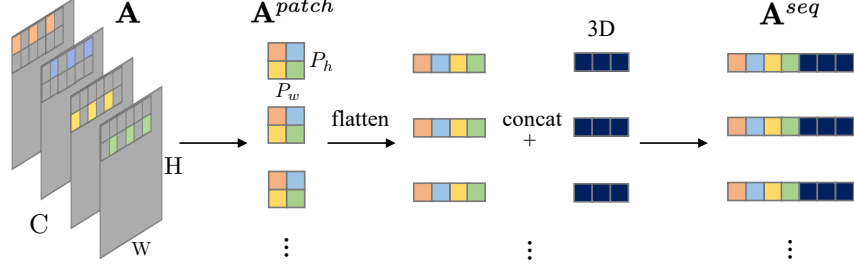 A
A^{patch}
3D
A^{seq}
P_h
P_w
flatten
concat
+
H
C
W